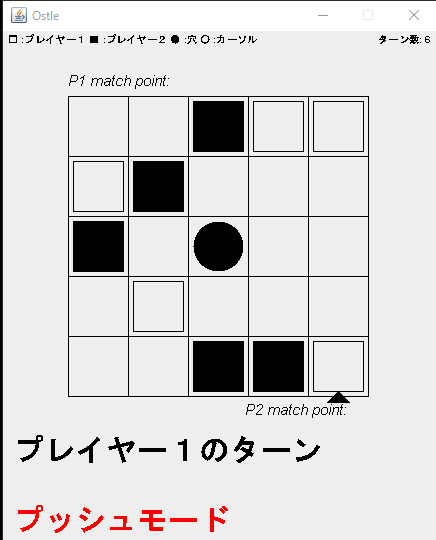 Ostle
□ :プレイヤー１ ■ :プレイヤー２ ● :穴 ○ :カーソル ターン数: 6
P1 match point:
P2 match point:
プレイヤー１のターン
プッシュモード